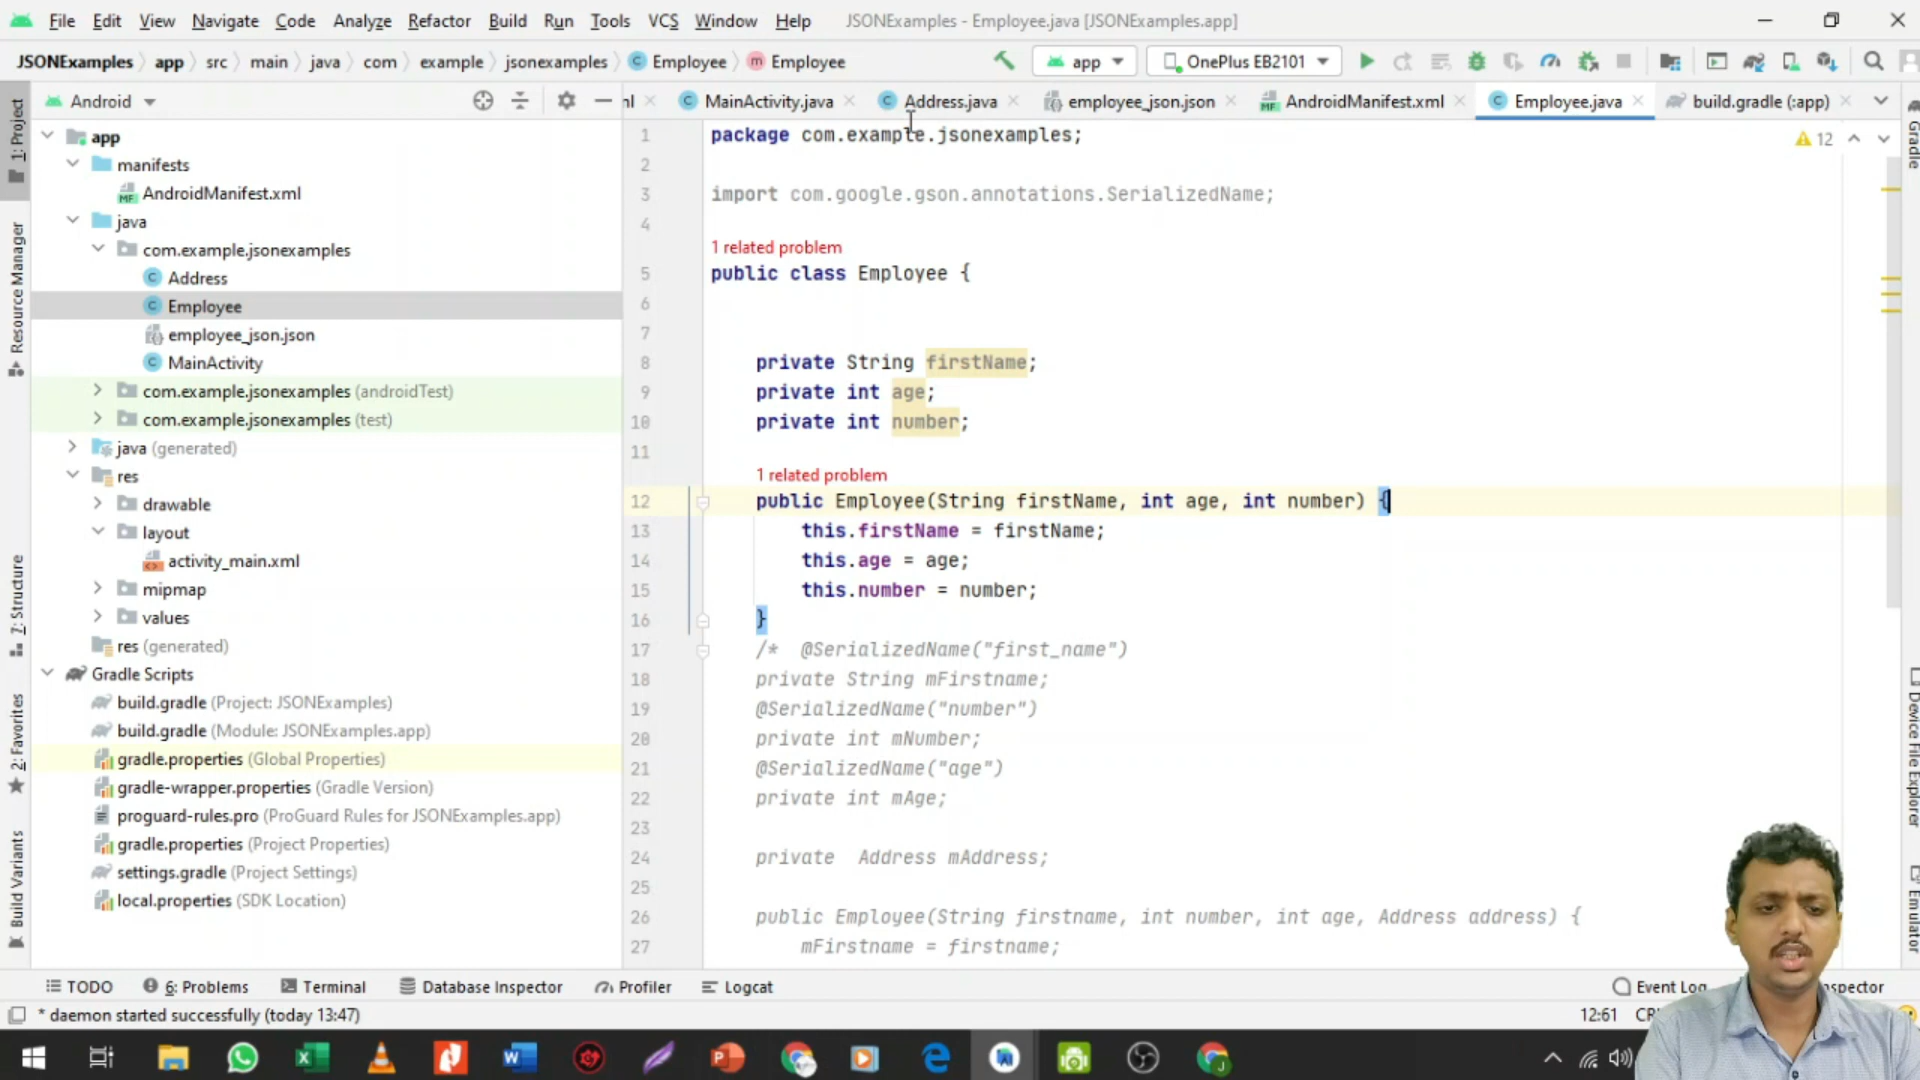 File Edit View Navigate Code Analyze Refactor Build Run Tools VCS Window Help JSONExamples - Employee.java [JSONExamples.app]
JSONExamples app src main java com example jsonexamples Employee Employee app OnePlus EB2101
Android
MainActivity.java Address.java employee_json.json AndroidManifest.xml Employee.java build.gradle (:app)
1: Project
Resource Manager
7: Structure
2: Favorites
Build Variants
app
manifests
AndroidManifest.xml
java
com.example.jsonexamples
Address
Employee
employee_json.json
MainActivity
com.example.jsonexamples (androidTest)
com.example.jsonexamples (test)
java (generated)
res
drawable
layout
activity_main.xml
mipmap
values
res (generated)
Gradle Scripts
build.gradle (Project: JSONExamples)
build.gradle (Module: JSONExamples.app)
gradle.properties (Global Properties)
gradle-wrapper.properties (Gradle Version)
proguard-rules.pro (ProGuard Rules for JSONExamples.app)
gradle.properties (Project Properties)
settings.gradle (Project Settings)
local.properties (SDK Location)
1 package com.example.jsonexamples;
12
2
3 import com.google.gson.annotations.SerializedName;
4
1 related problem
5 public class Employee {
6
7
8 private String firstName;
9 private int age;
10 private int number;
11
1 related problem
12 public Employee(String firstName, int age, int number) {
13 this.firstName = firstName;
14 this.age = age;
15 this.number = number;
16 }
17 /* @SerializedName("first_name")
18 private String mFirstname;
19 @SerializedName("number")
20 private int mNumber;
21 @SerializedName("age")
22 private int mAge;
23
24 private Address mAddress;
25
26 public Employee(String firstname, int number, int age, Address address) {
27 mFirstname = firstname;
Gradle
Device File Explorer
Emulator
TODO 6: Problems Terminal Database Inspector Profiler Logcat Event Log
* daemon started successfully (today 13:47) 12:61